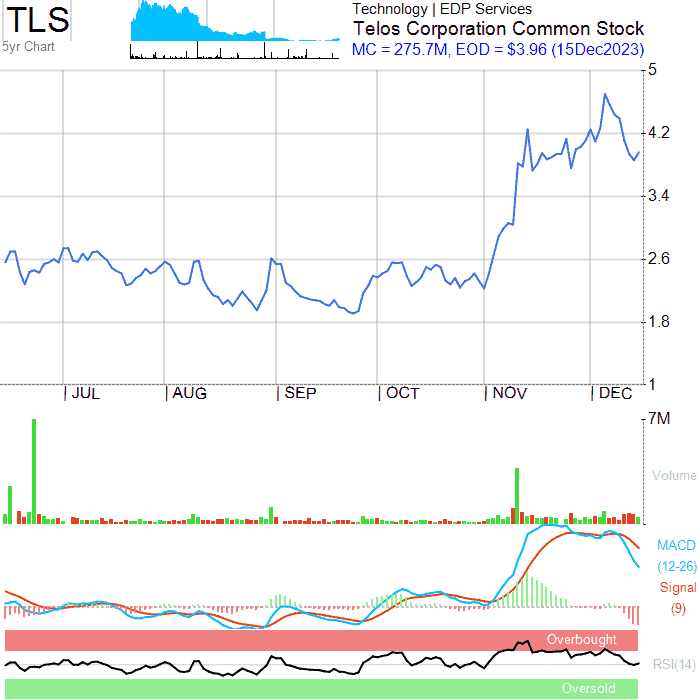 TLS
5yr Chart
Technology | EDP Services
Telos Corporation Common Stock
MC = 275.7M, EOD = $3.96 (15Dec2023)
5
4.2
3.4
2.6
1.8
1
JUL AUG SEP OCT NOV DEC
7M
Volume
MACD
(12-26)
Signal
(9)
Overbought
RSI(14)
Oversold